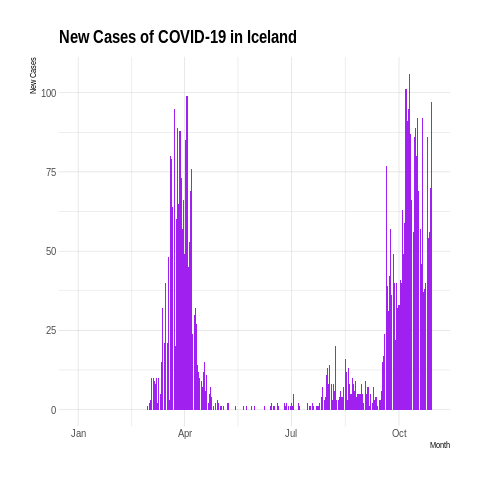 New Cases of COVID-19 in Iceland
New Cases
100
75
50
25
0
Jan Apr Jul Oct
Month